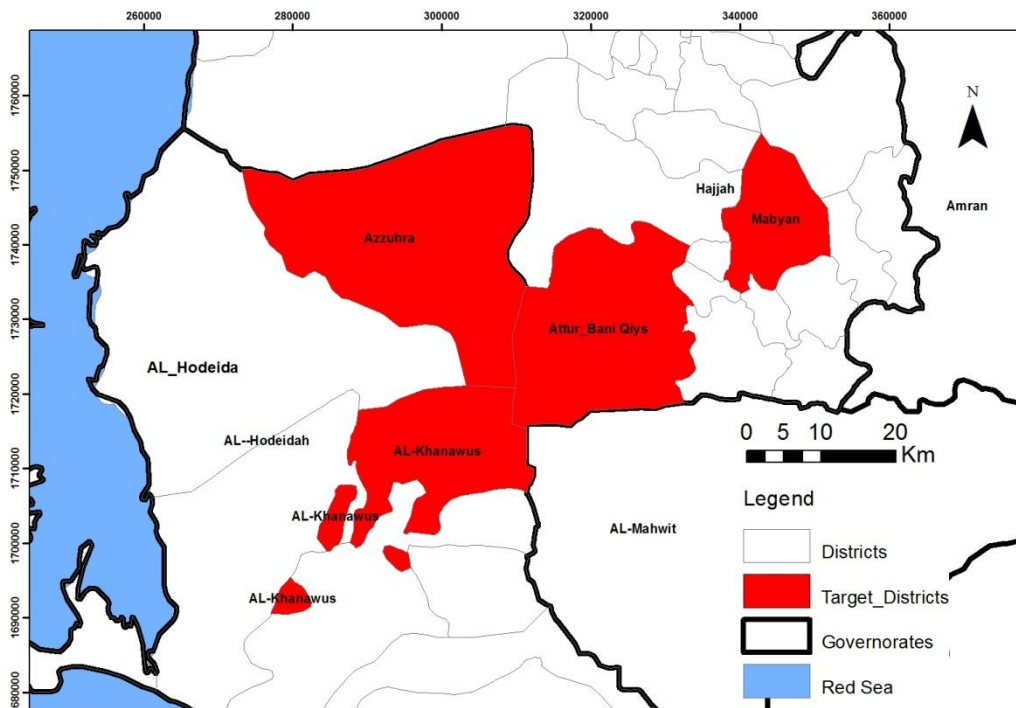 260000 280000 300000 320000 340000 360000
1760000
1750000
1740000
1730000
1720000
1710000
1700000
1690000
680000
N
Hajjah
Amran
Mabyan
Azzuhra
Attur_Bani Qiys
AL_Hodeida
AL--Hodeidah
AL-Khanawus
AL-Khanawus
AL-Khanawus
AL-Mahwit
0 5 10 20
Km
Legend
Districts
Target_Districts
Governorates
Red Sea